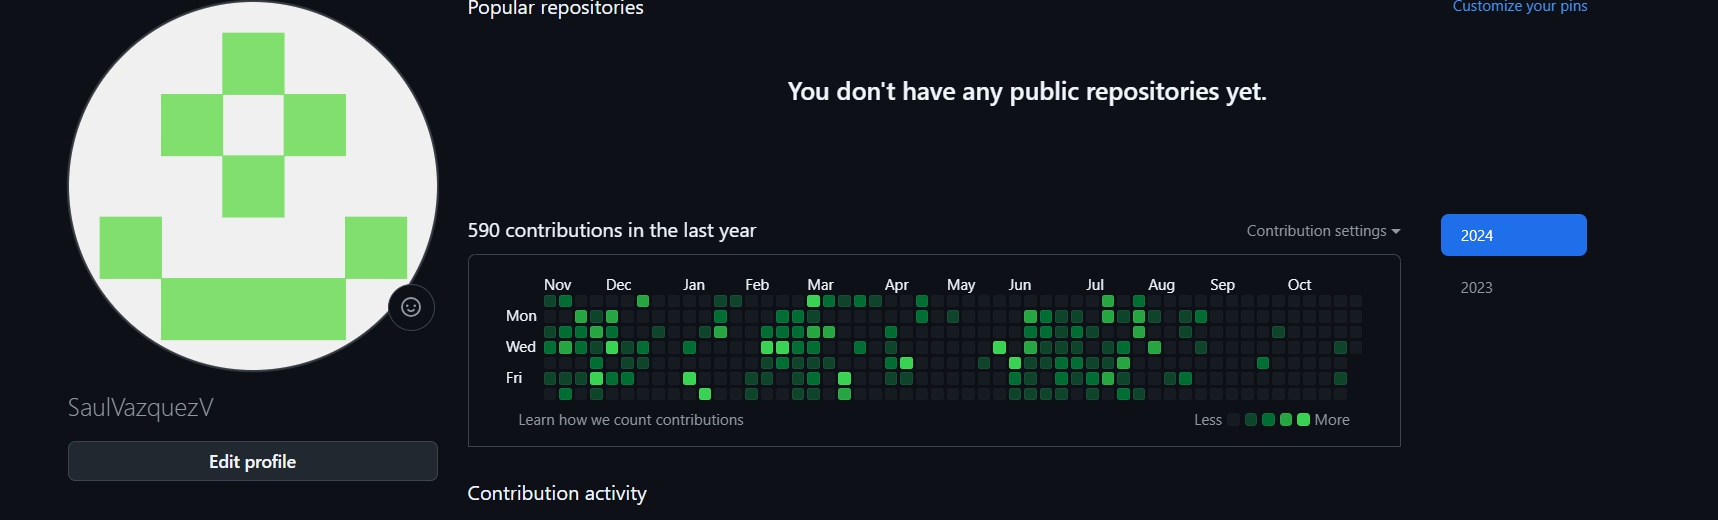 Popular repositories
Customize your pins
You don't have any public repositories yet.
590 contributions in the last year
Contribution settings
2024
2023
Nov Dec Jan Feb Mar Apr May Jun Jul Aug Sep Oct
Mon
Wed
Fri
Learn how we count contributions
Less More
SaulVazquezV
Edit profile
Contribution activity